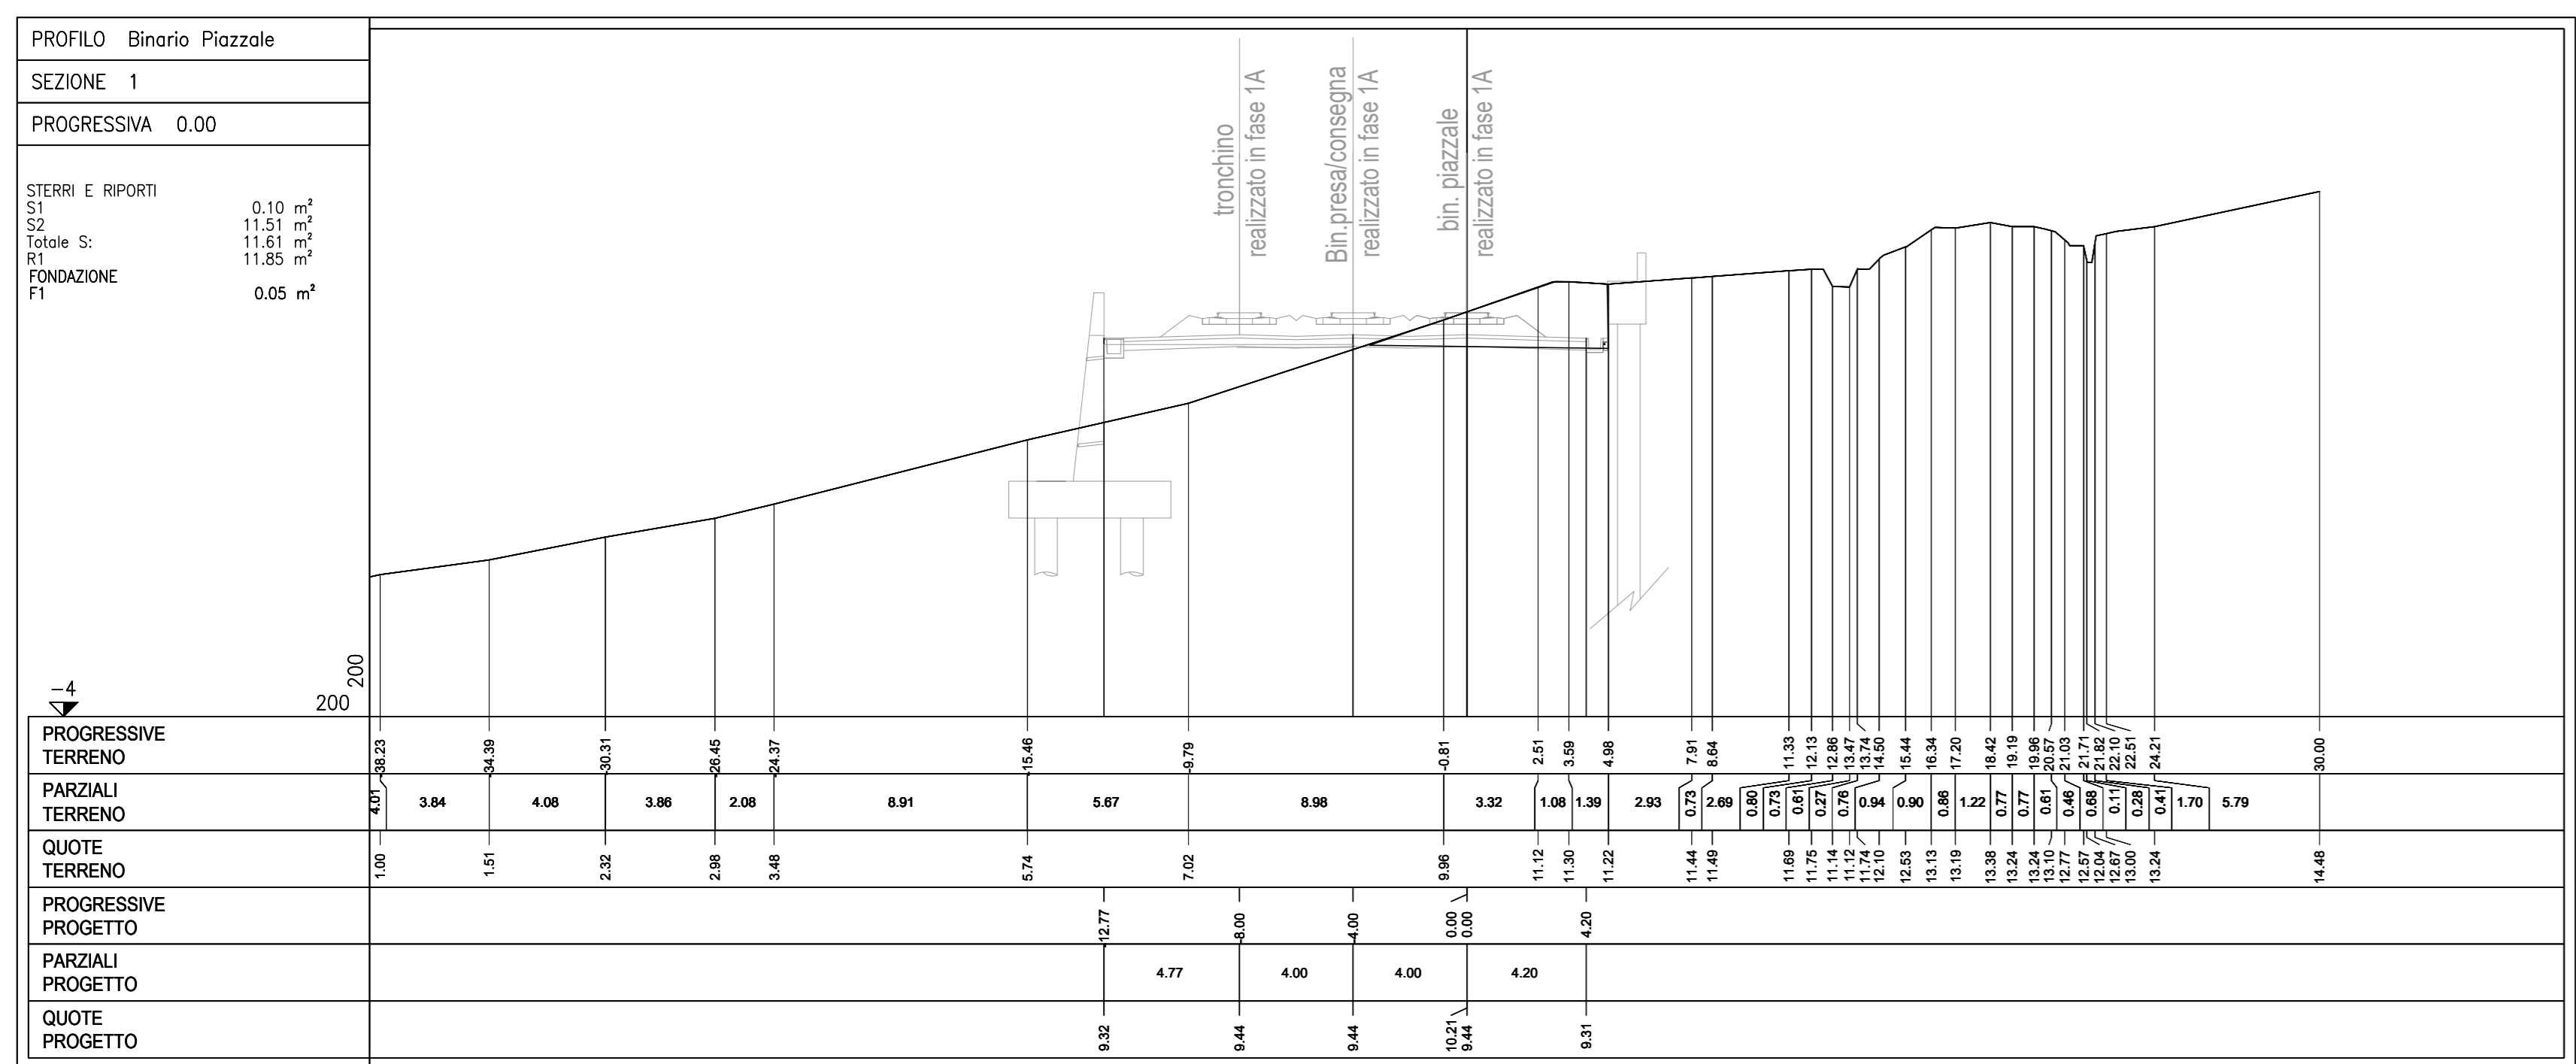 PROFILO Binario Piazzale
SEZIONE 1
PROGRESSIVA 0.00
STERRI E RIPORTI
S1 0.10 m²
S2 11.51 m²
Totale S: 11.61 m²
R1 11.85 m²
FONDAZIONE
F1 0.05 m²
tronchino
realizzato in fase 1A
Bin.presa/consegna
realizzato in fase 1A
bin. piazzale
realizzato in fase 1A
-4
200
200
PROGRESSIVE
TERRENO
-38.23 -34.39 -30.31 -26.45 -24.37 -15.46 -9.79 -0.81 2.51 3.59 4.98 7.91 8.64 11.33 12.13 12.86 13.47 13.74 14.50 15.44 16.34 17.20 18.42 19.19 19.96 20.57 21.03 21.71 21.82 22.10 22.51 24.21 30.00
PARZIALI
TERRENO
4.01 3.84 4.08 3.86 2.08 8.91 5.67 8.98 3.32 1.08 1.39 2.93 0.73 2.69 0.80 0.73 0.61 0.27 0.76 0.94 0.90 0.86 1.22 0.77 0.77 0.61 0.46 0.68 0.11 0.28 0.41 1.70 5.79
QUOTE
TERRENO
1.00 1.51 2.32 2.98 3.48 5.74 7.02 9.96 11.12 11.30 11.22 11.44 11.49 11.69 11.75 11.14 11.12 11.74 12.10 12.53 13.13 13.19 13.38 13.24 13.24 13.10 12.77 12.57 12.04 12.67 13.00 13.24 14.48
PROGRESSIVE
PROGETTO
-12.77 -8.00 -4.00 0.00 0.00 4.20
PARZIALI
PROGETTO
4.77 4.00 4.00 4.20
QUOTE
PROGETTO
9.32 9.44 9.44 10.21 9.44 9.31